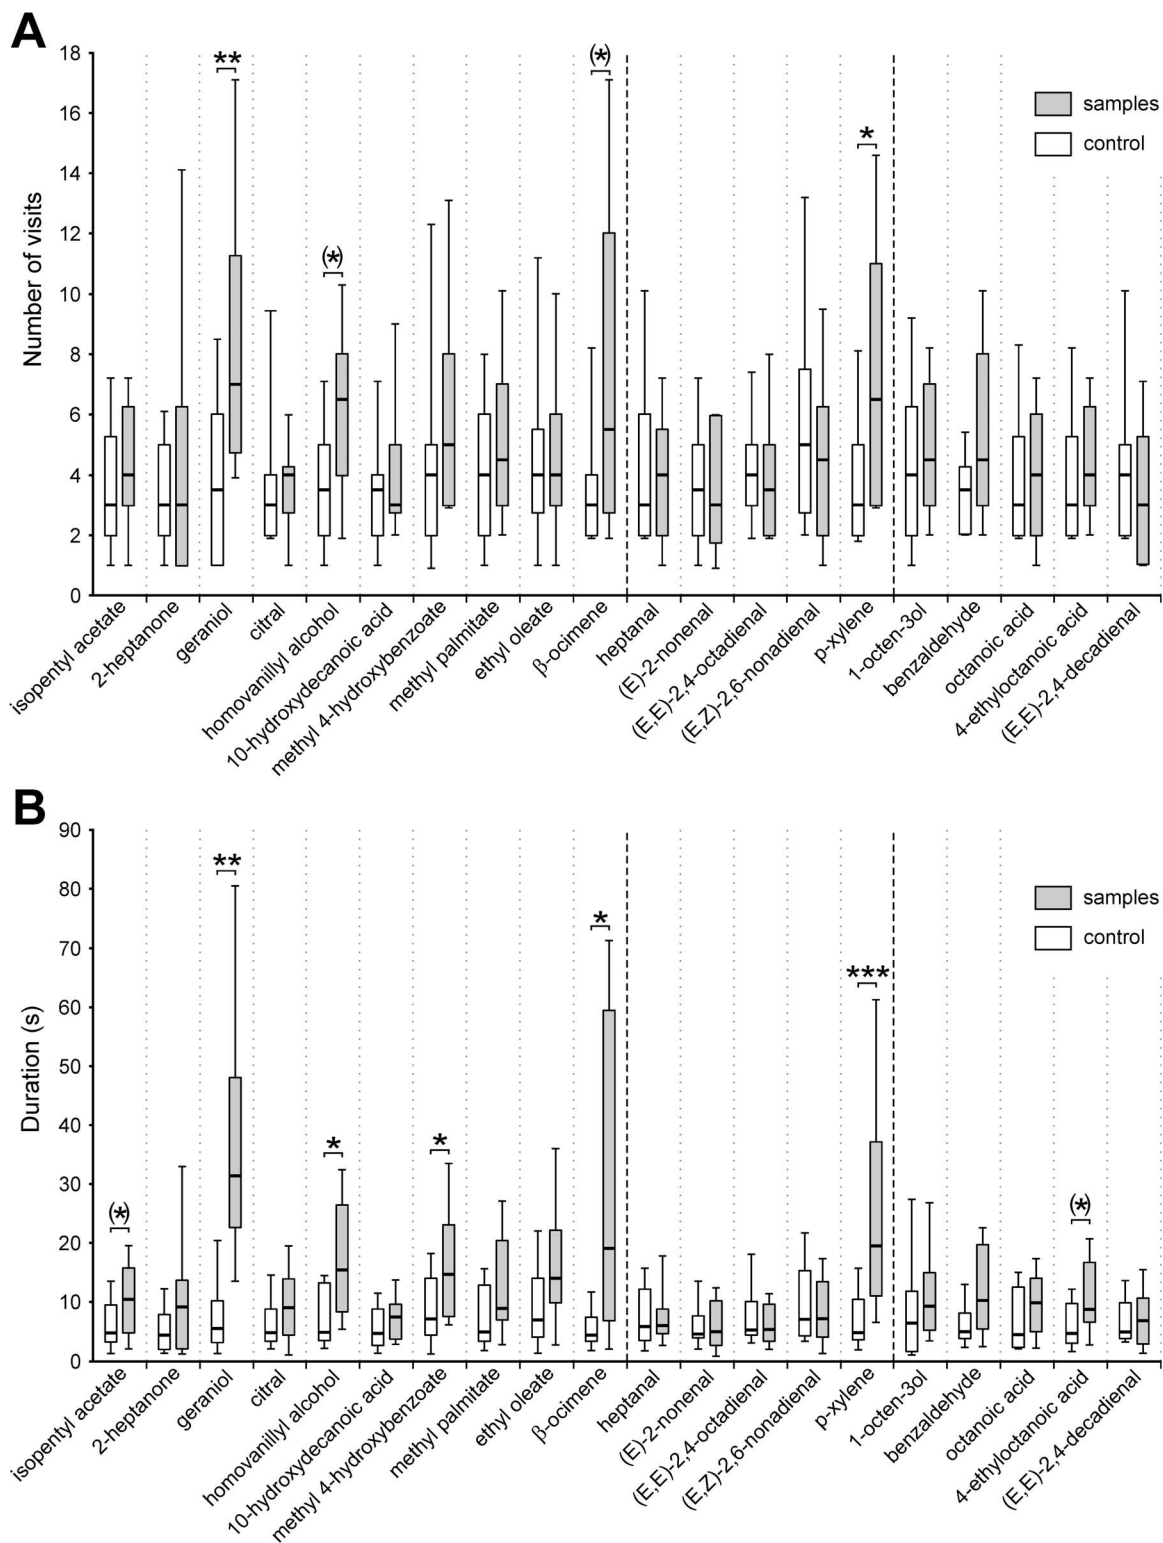 A
18
16
14
12
10
8
6
4
2
0
Number of visits
** (*) (*) *
samples
control
isopentyl acetate
2-heptanone
geraniol
citral
homovanillyl alcohol
10-hydroxydecanoic acid
methyl 4-hydroxybenzoate
methyl palmitate
ethyl oleate
β-ocimene
heptanal
(E)-2-nonenal
(E,E)-2,4-octadienal
(E,Z)-2,6-nonadienal
p-xylene
1-octen-3ol
benzaldehyde
octanoic acid
4-ethyloctanoic acid
(E,E)-2,4-decadienal
B
90
80
70
60
50
40
30
20
10
0
Duration (s)
(*) ** * * * *** (*)
samples
control
isopentyl acetate
2-heptanone
geraniol
citral
homovanilly alcohol
10-hydroxydecanoic acid
methyl 4-hydroxybenzoate
methyl palmitate
ethyl oleate
β-ocimene
heptanal
(E)-2-nonenal
(E,E)-2,4-octadienal
(E,Z)-2,6-nonadienal
p-xylene
1-octen-3ol
benzaldehyde
octanoic acid
4-ethyloctanoic acid
(E,E)-2,4-decadienal